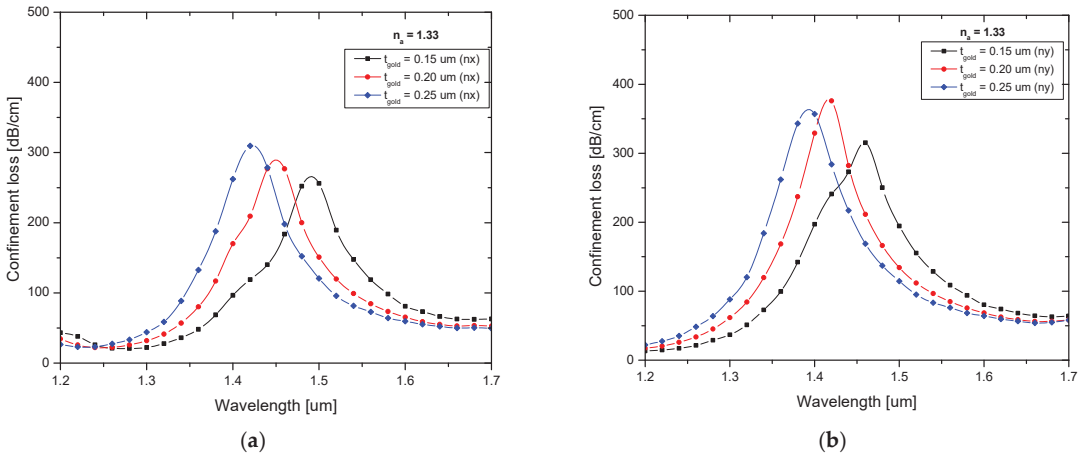 500
400
300
200
100
0
Confinement loss [dB/cm]
n_a = 1.33
t_gold = 0.15 um (nx)
t_gold = 0.20 um (nx)
t_gold = 0.25 um (nx)
1.2 1.3 1.4 1.5 1.6 1.7
Wavelength [um]
(a)
500
400
300
200
100
0
Confinement loss [dB/cm]
n_a = 1.33
t_gold = 0.15 um (ny)
t_gold = 0.20 um (ny)
t_gold = 0.25 um (ny)
1.2 1.3 1.4 1.5 1.6 1.7
Wavelength [um]
(b)